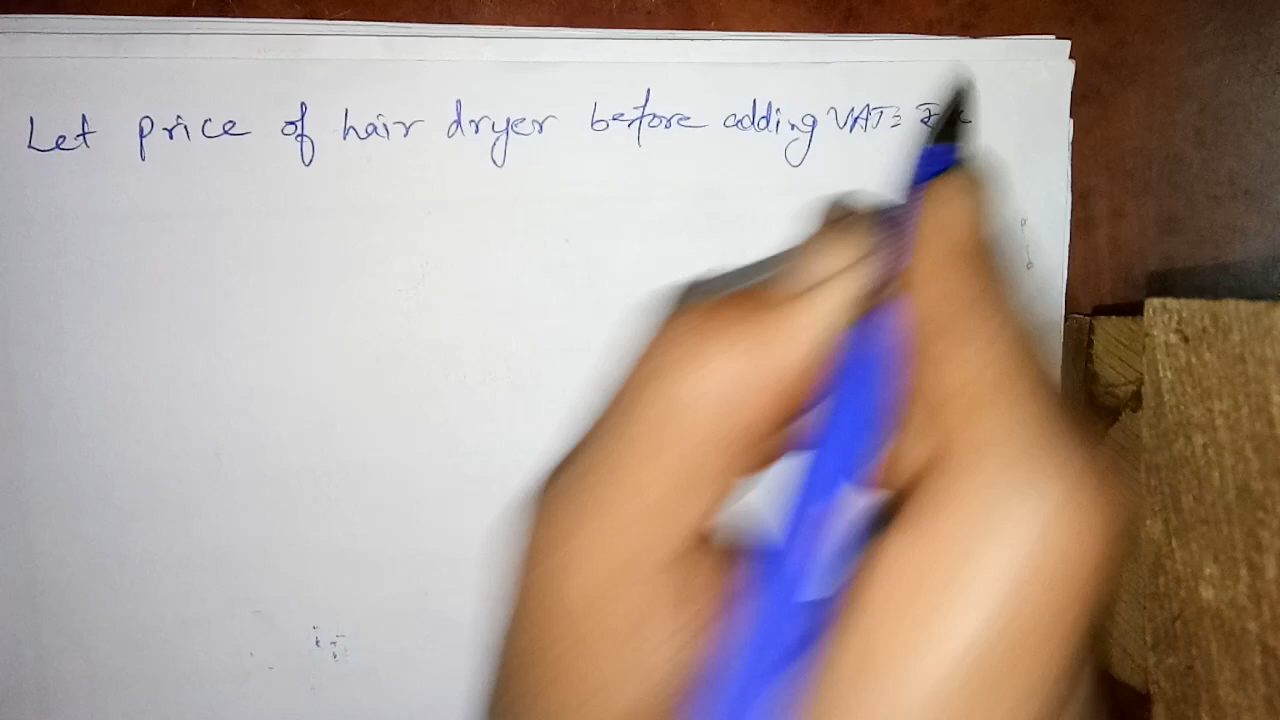 Let price of hair dryer before adding VAT = ₹